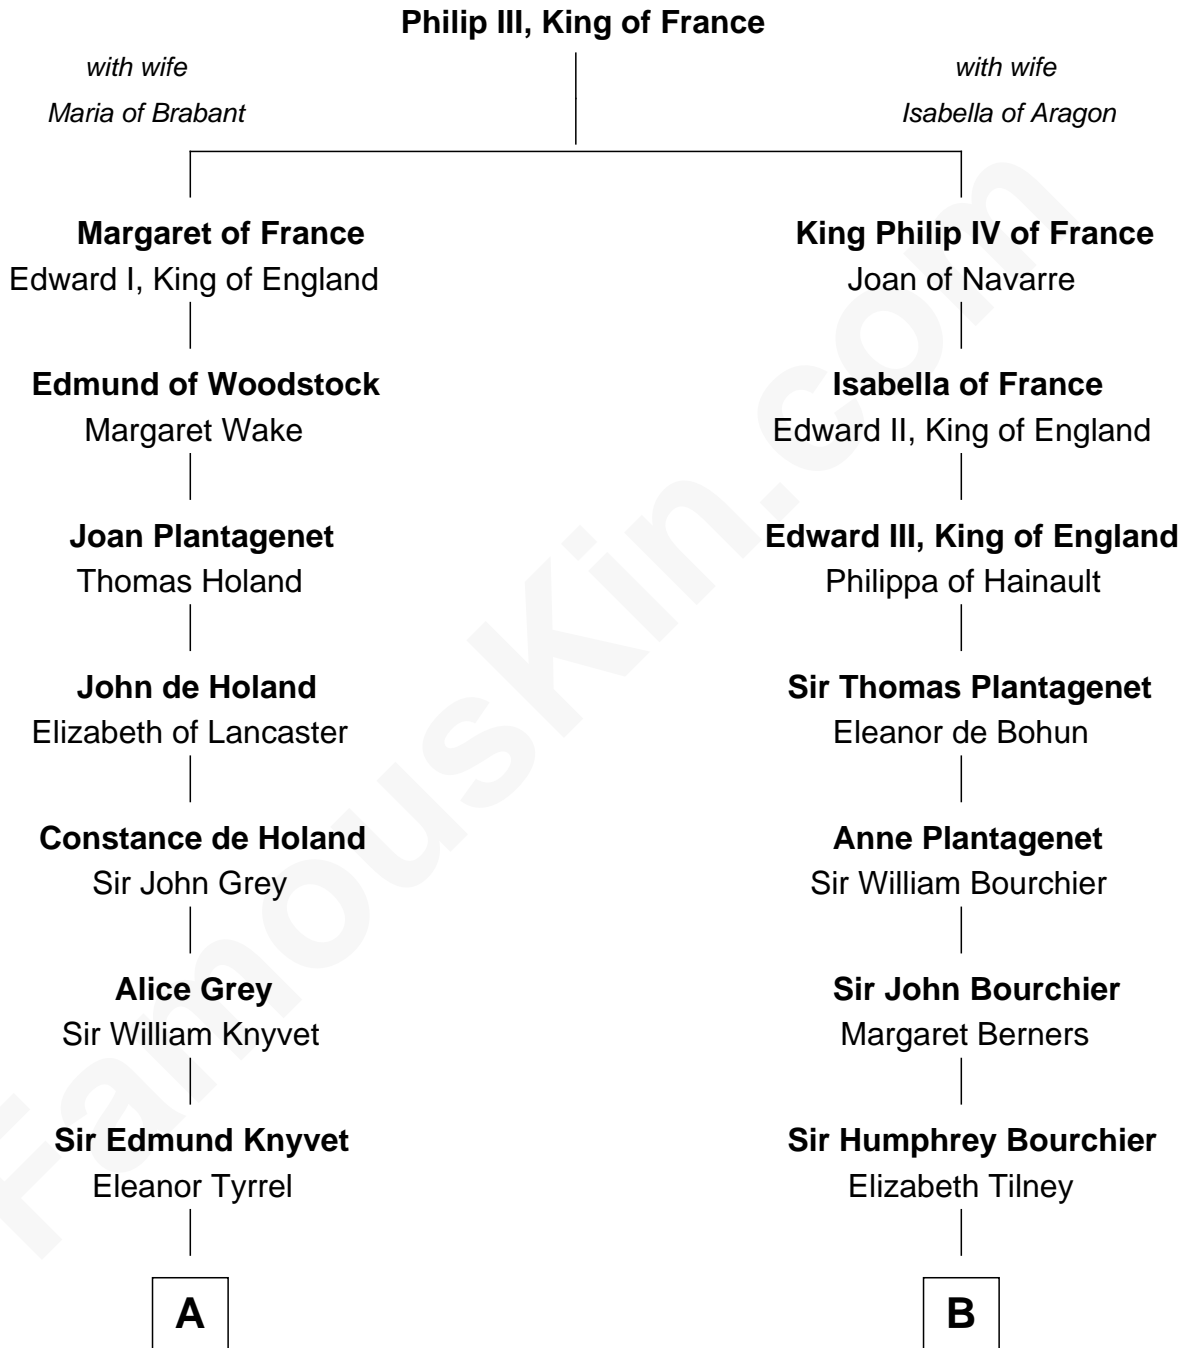 Philip III, King of France
with wife
Maria of Brabant
with wife
Isabella of Aragon
Margaret of France
Edward I, King of England
King Philip IV of France
Joan of Navarre
Edmund of Woodstock
Margaret Wake
Isabella of France
Edward II, King of England
Joan Plantagenet
Thomas Holand
Edward III, King of England
Philippa of Hainault
John de Holand
Elizabeth of Lancaster
Sir Thomas Plantagenet
Eleanor de Bohun
Constance de Holand
Sir John Grey
Anne Plantagenet
Sir William Bourchier
Alice Grey
Sir William Knyvet
Sir John Bourchier
Margaret Berners
Sir Edmund Knyvet
Eleanor Tyrrel
Sir Humphrey Bourchier
Elizabeth Tilney
A
B
FamousKin.com